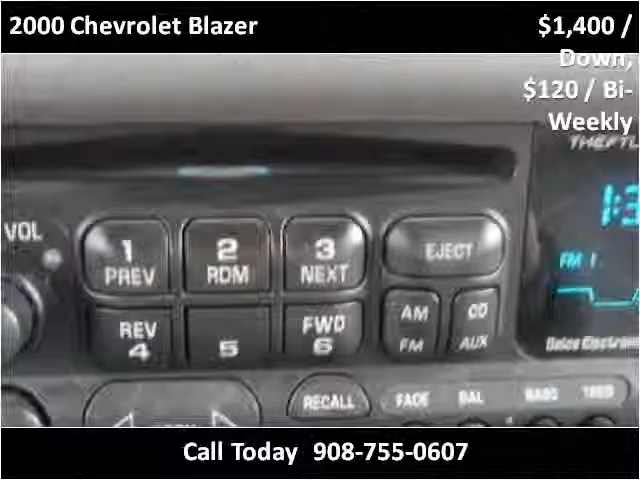 2000 Chevrolet Blazer
$1,400 /
Down,
$120 / Bi-
Weekly
VOL
1 PREV
2 RDM
3 NEXT
EJECT
FM 1
REV 4
5
FWD 6
AM FM
CD AUX
Delco Electronics
RECALL
FADE
BAL
BASS
TREB
Call Today 908-755-0607